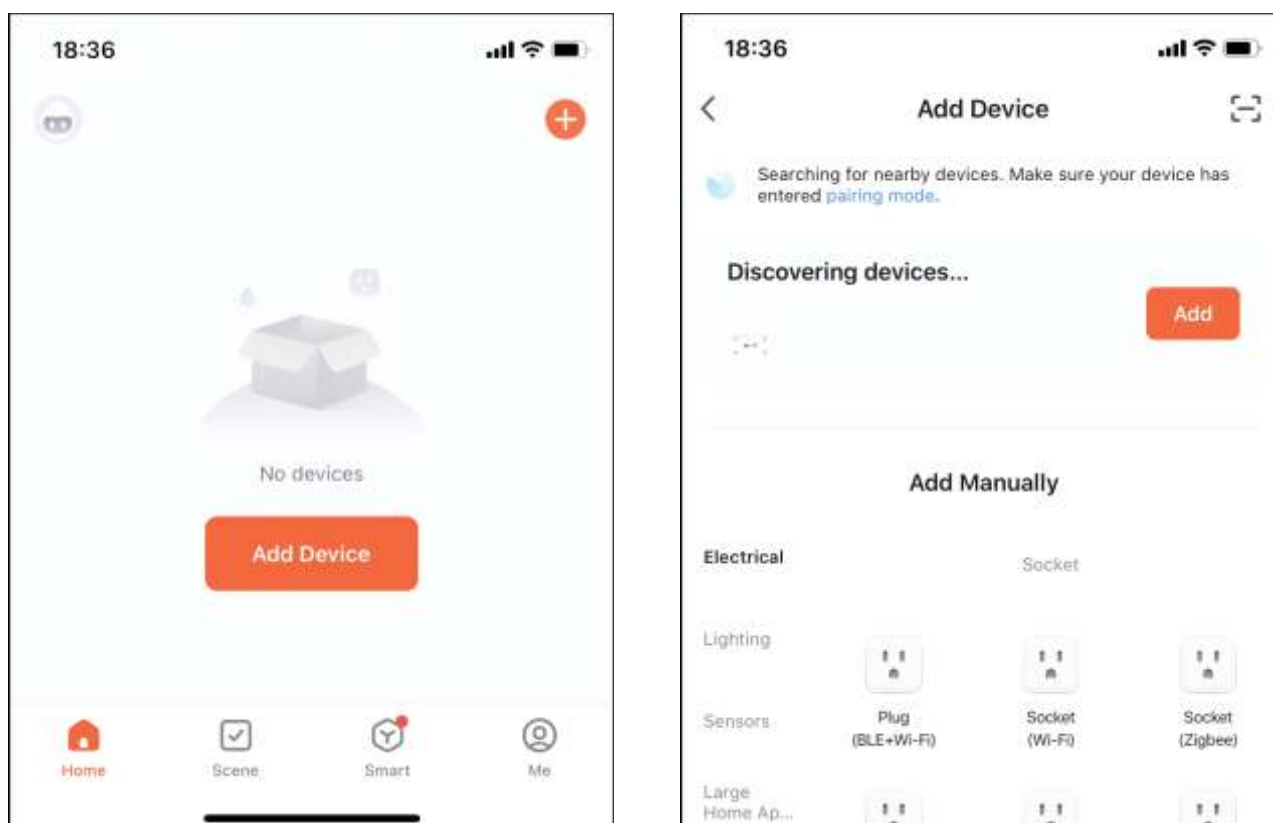 18:36
No devices
Add Device
Home
Scene
Smart
Me
18:36
Add Device
Searching for nearby devices. Make sure your device has
entered pairing mode.
Discovering devices...
Add
Add Manually
Electrical
Socket
Lighting
Sensors
Plug
(BLE+Wi-Fi)
Socket
(Wi-Fi)
Socket
(Zigbee)
Large
Home Ap...